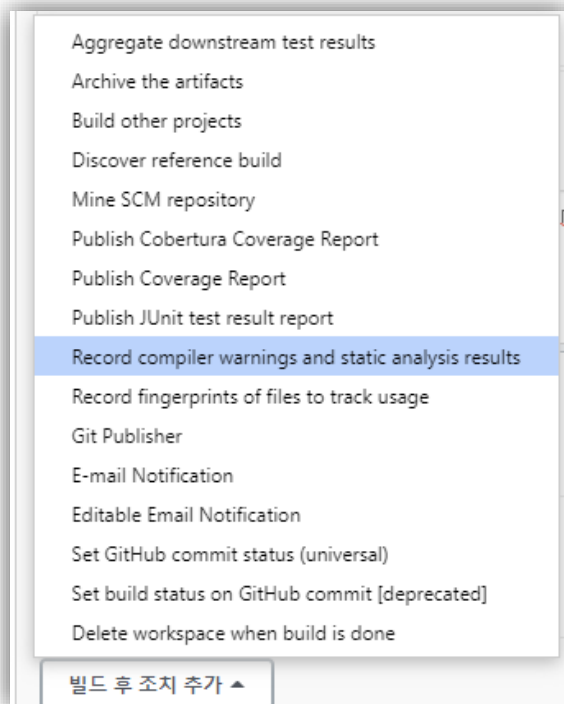 Aggregate downstream test results
Archive the artifacts
Build other projects
Discover reference build
Mine SCM repository
Publish Cobertura Coverage Report
Publish Coverage Report
Publish JUnit test result report
Record compiler warnings and static analysis results
Record fingerprints of files to track usage
Git Publisher
E-mail Notification
Editable Email Notification
Set GitHub commit status (universal)
Set build status on GitHub commit [deprecated]
Delete workspace when build is done
빌드 후 조치 추가 ▲